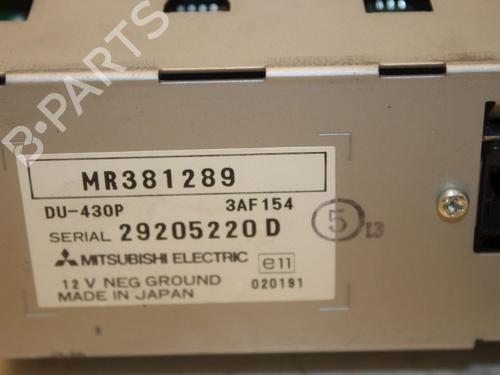 B-PARTS
MR381289
DU-430P 3AF154
SERIAL 29205220 D
MITSUBISHI ELECTRIC e11
12 V NEG GROUND 020191
MADE IN JAPAN
5 13